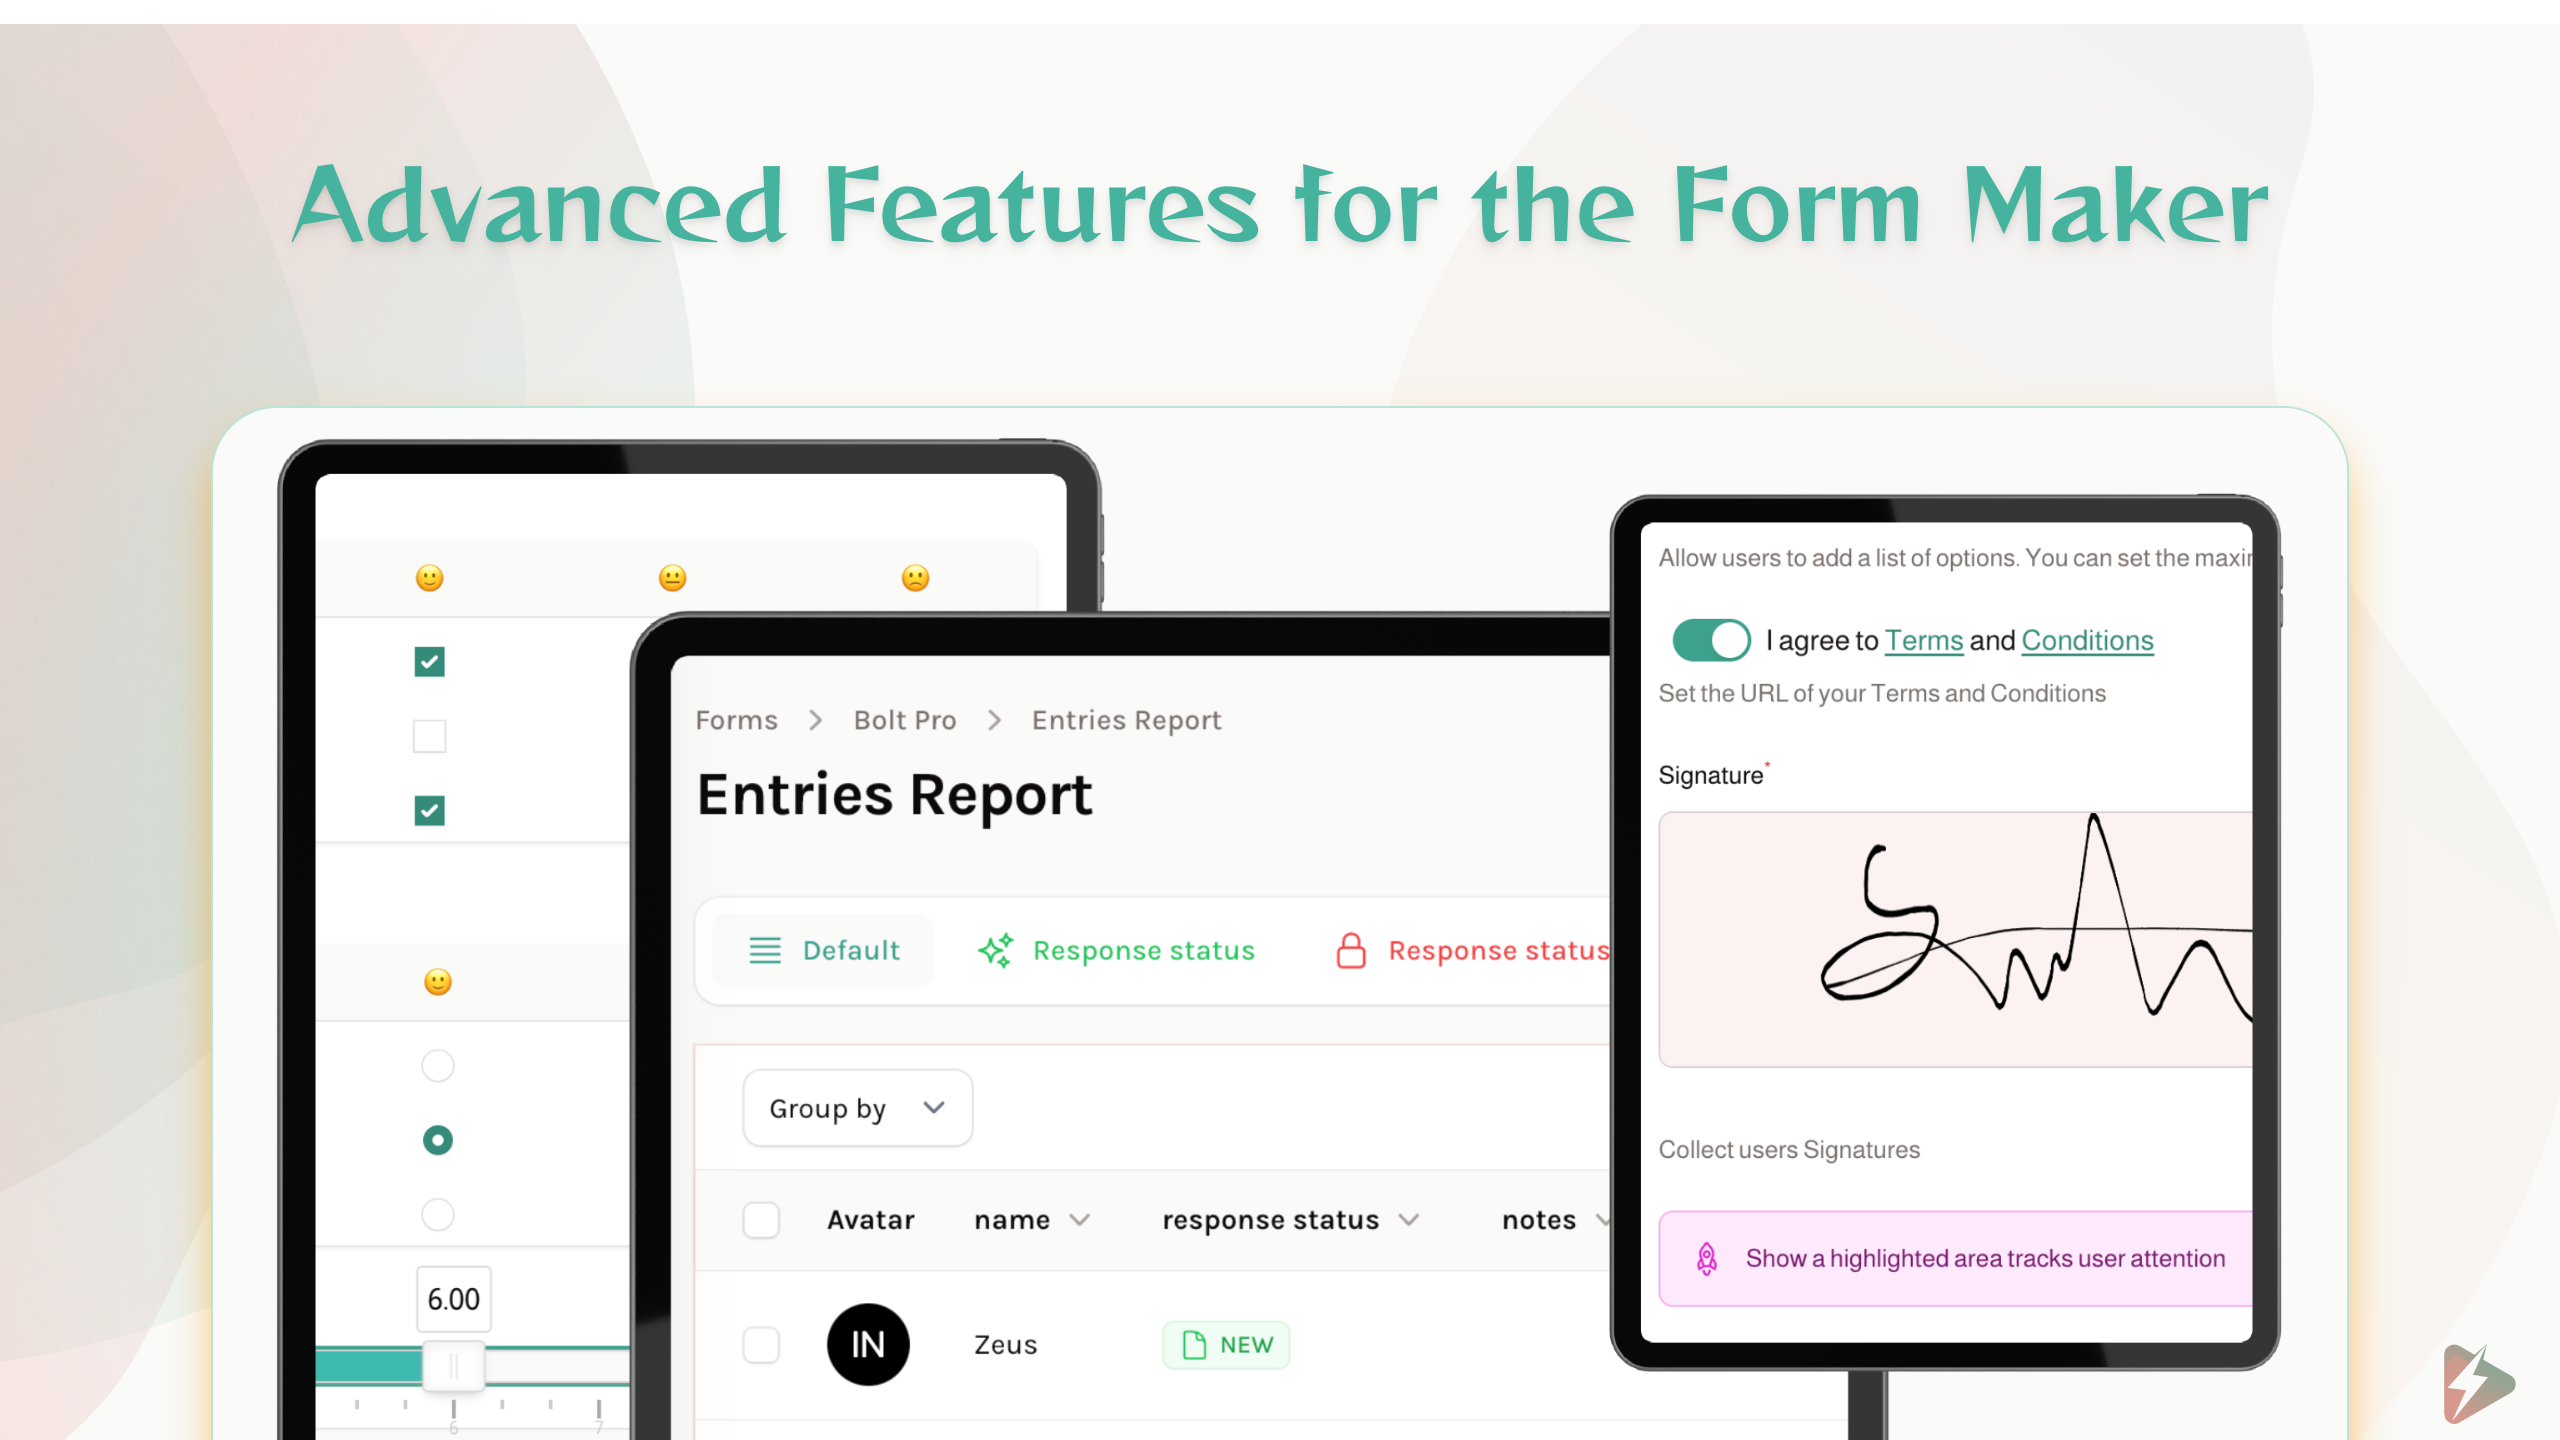 Advanced Features for the Form Maker
6.00
6
7
Forms > Bolt Pro > Entries Report
Entries Report
Default
Response status
Response status
Group by
Avatar name response status notes
IN Zeus NEW
Allow users to add a list of options. You can set the maxi
I agree to Terms and Conditions
Set the URL of your Terms and Conditions
Signature*
Collect users Signatures
Show a highlighted area tracks user attention